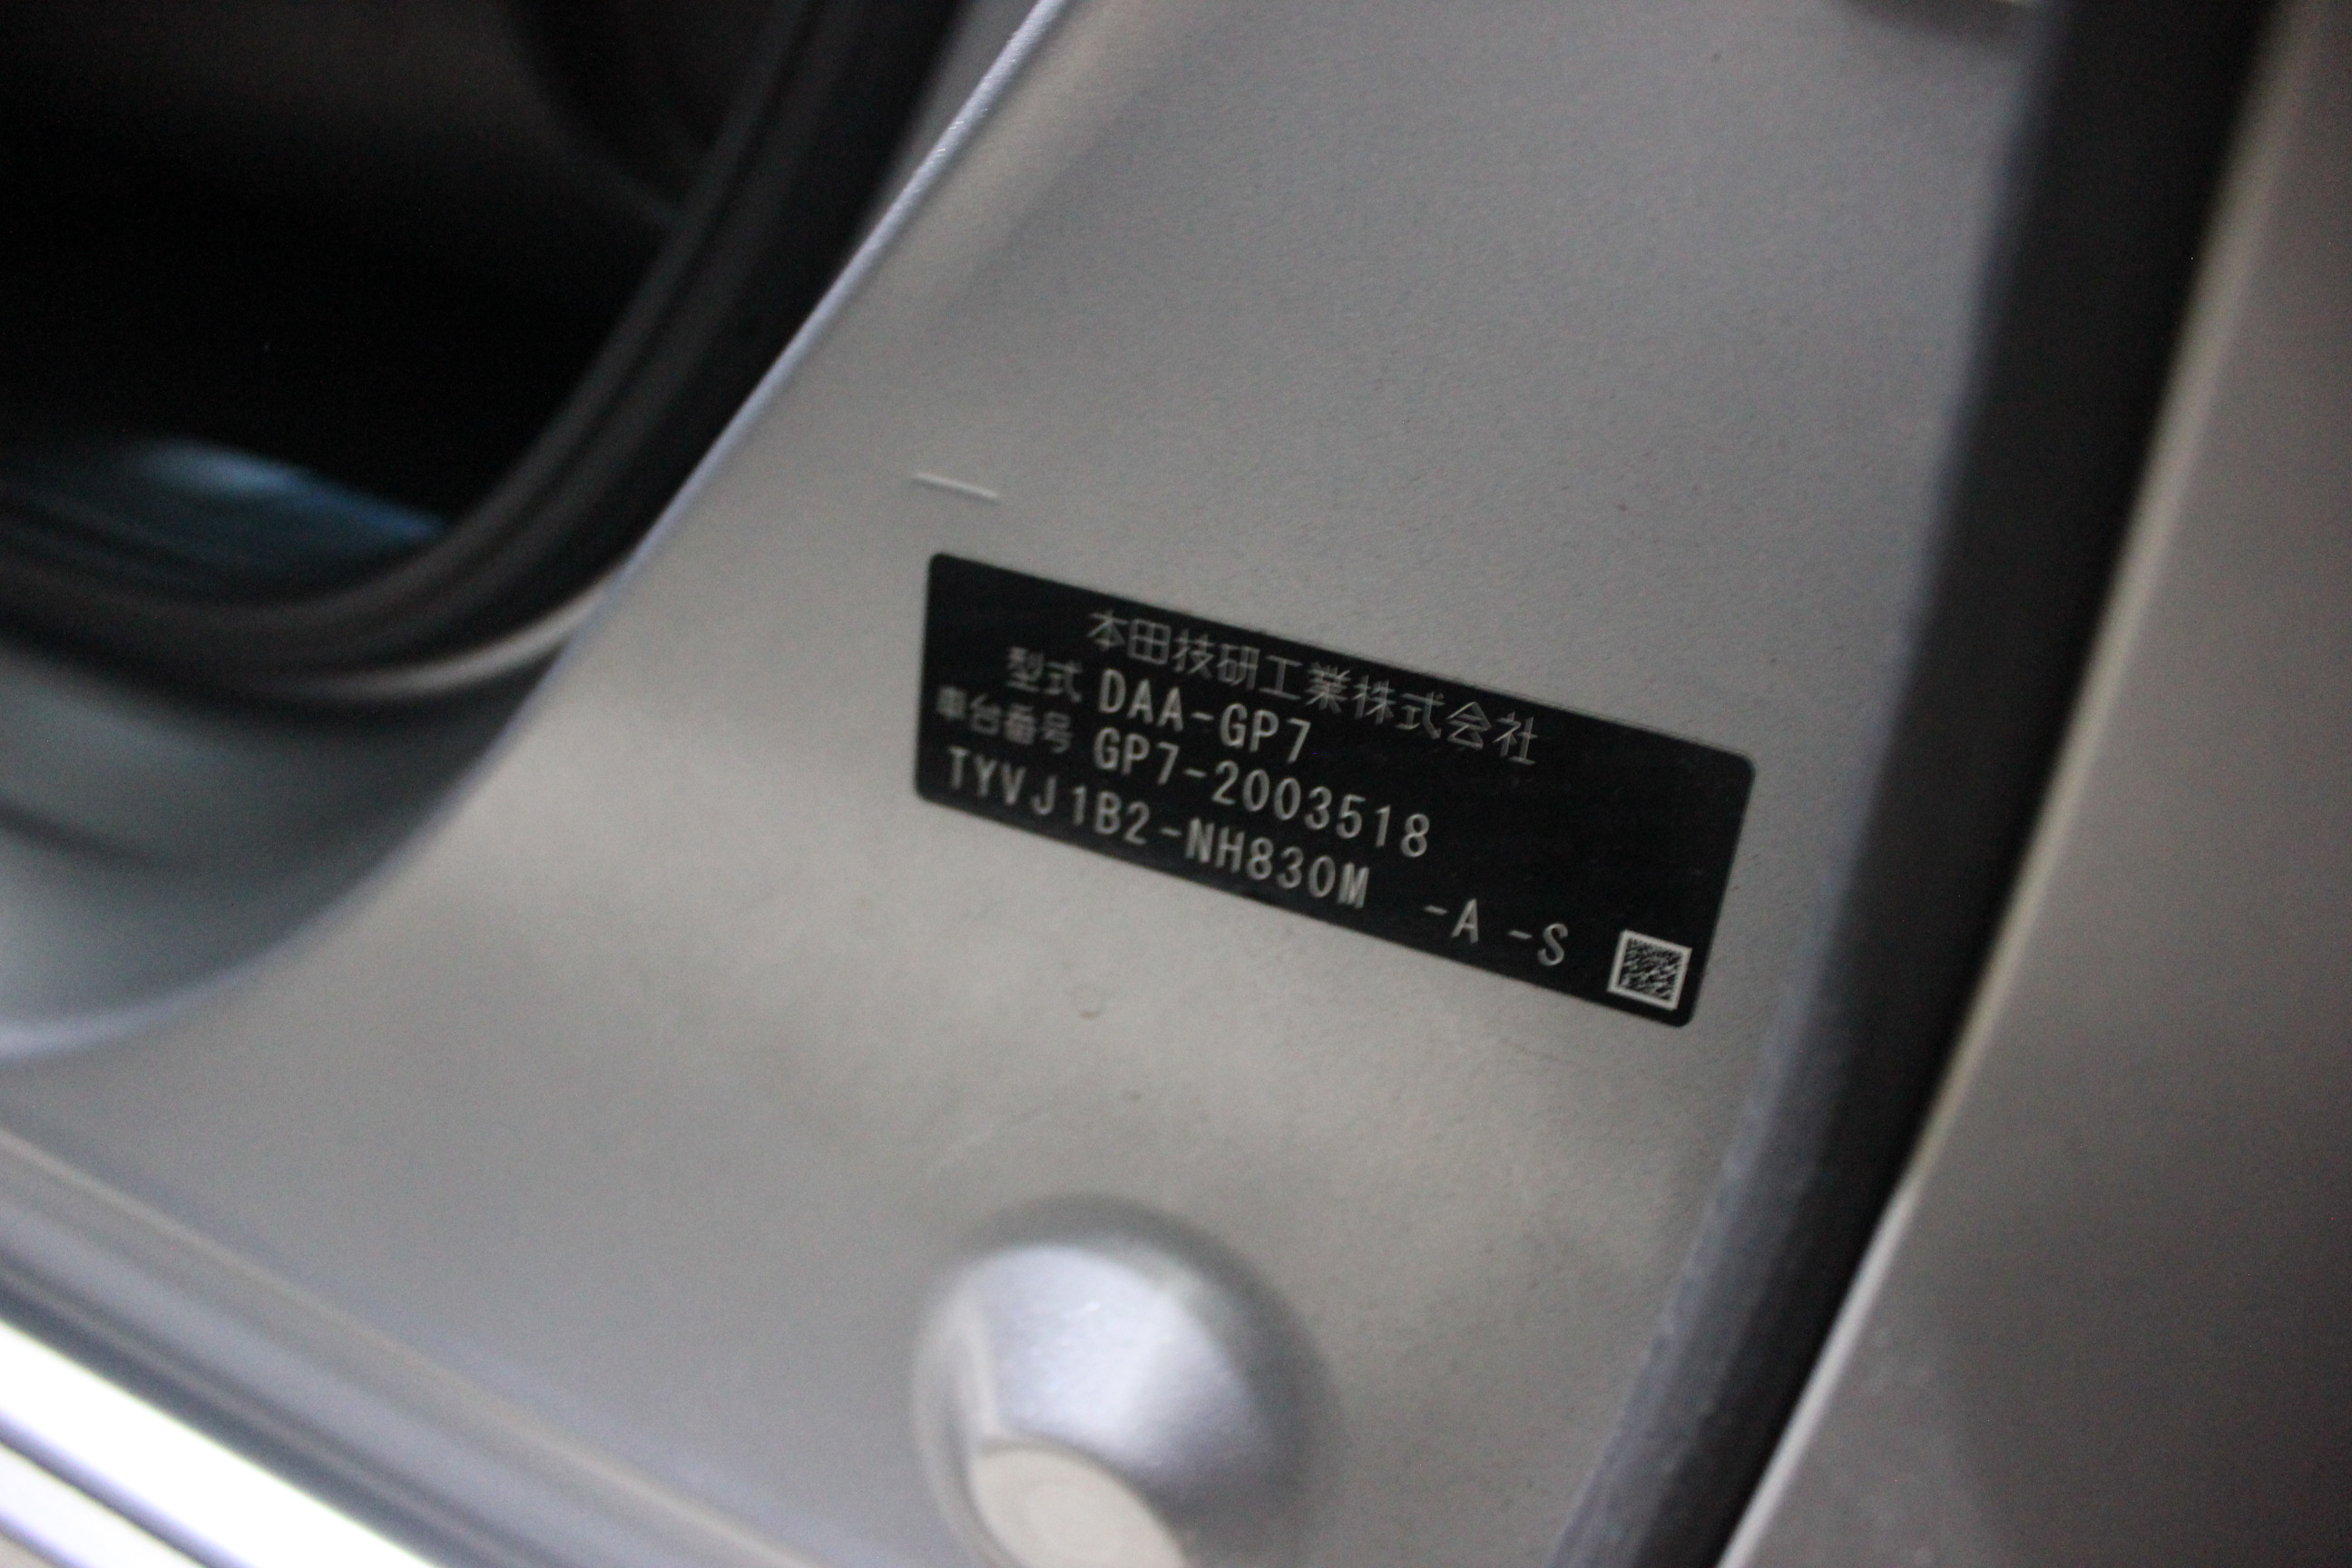 本田技研工業株式会社
型式 DAA-GP7
車台番号 GP7-2003518
TYVJ1B2-NH830M -A -S